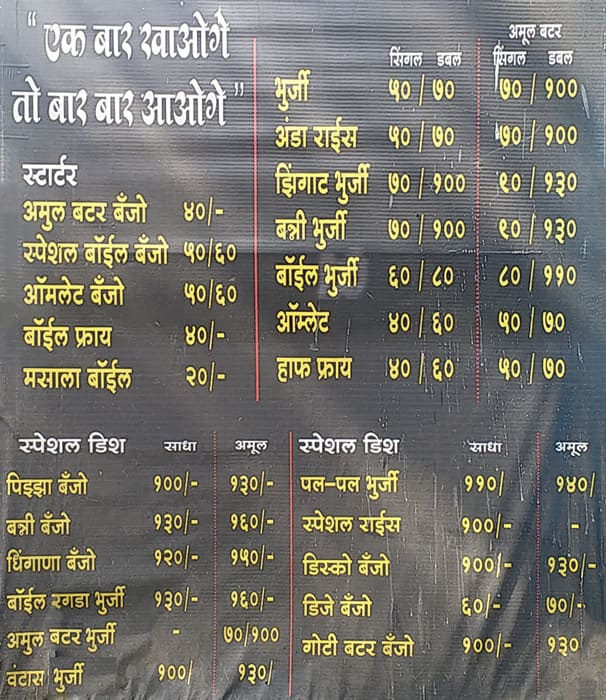 “एक बार खाओगे
तो बार बार आओगे”
स्टार्टर
अमुल बटर बँजो ४०/-
स्पेशल बॉईल बँजो ५०/६०
ऑमलेट बँजो ५०/६०
बॉईल फ्राय ४०/-
मसाला बॉईल २०/-
अमूल बटर
सिंगल डबल सिंगल डबल
भुर्जी ५०/७० ७०/१००
अंडा राईस ५०/७० ७०/१००
झिंगाट भुर्जी ७०/१०० ९०/१३०
बन्नी भुर्जी ७०/१०० ९०/१३०
बॉईल भुर्जी ६०/८० ८०/११०
ऑम्लेट ४०/६० ५०/७०
हाफ फ्राय ४०/६० ५०/७०
स्पेशल डिश साधा अमूल
पिझ्झा बँजो १००/- १३०/-
बन्नी बँजो १३०/- १६०/-
धिंगाणा बँजो १२०/- १५०/-
बॉईल रगडा भुर्जी १३०/- १६०/-
अमुल बटर भुर्जी - ७०/१००
वंटास भुर्जी १००/ १३०/
स्पेशल डिश साधा अमूल
पल-पल भुर्जी ११०/ १४०/
स्पेशल राईस १००/- -
डिस्को बँजो १००/- १३०/-
डिजे बँजो ६०/- ७०/-
गोटी बटर बँजो १००/- १३०